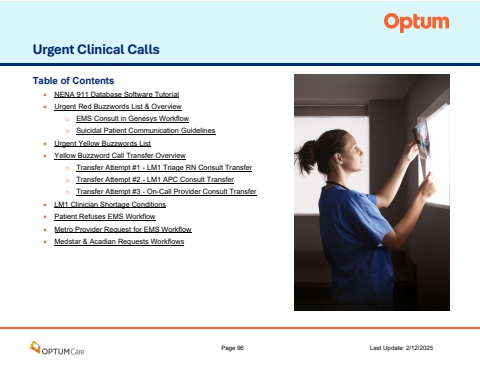 Optum
Urgent Clinical Calls
Table of Contents
• NENA 911 Database Software Tutorial
• Urgent Red Buzzwords List & Overview
o EMS Consult in Genesys Workflow
o Suicidal Patient Communication Guidelines
• Urgent Yellow Buzzwords List
• Yellow Buzzword Call Transfer Overview
o Transfer Attempt #1 - LM1 Triage RN Consult Transfer
o Transfer Attempt #2 - LM1 APC Consult Transfer
o Transfer Attempt #3 - On-Call Provider Consult Transfer
• LM1 Clinician Shortage Conditions
• Patient Refuses EMS Workflow
• Metro Provider Request for EMS Workflow
• Medstar & Acadian Requests Workflows
OPTUMCare Page 96 Last Update: 2/12/2025